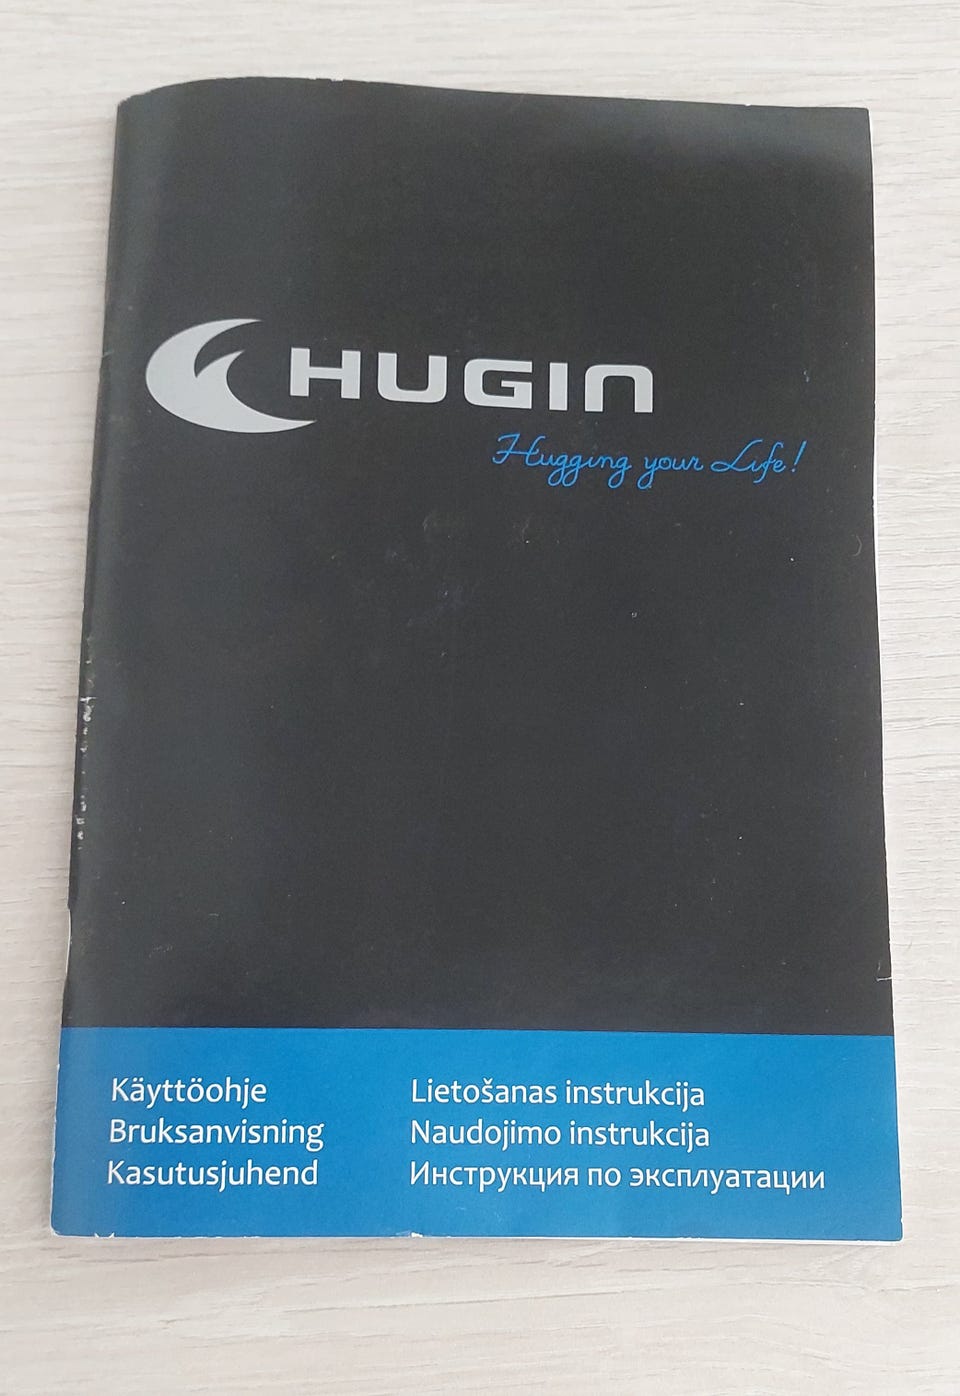 HUGIN
Hugging your Life!
Käyttöohje
Bruksanvisning
Kasutusjuhend
Lietošanas instrukcija
Naudojimo instrukcija
Инструкция по эксплуатации